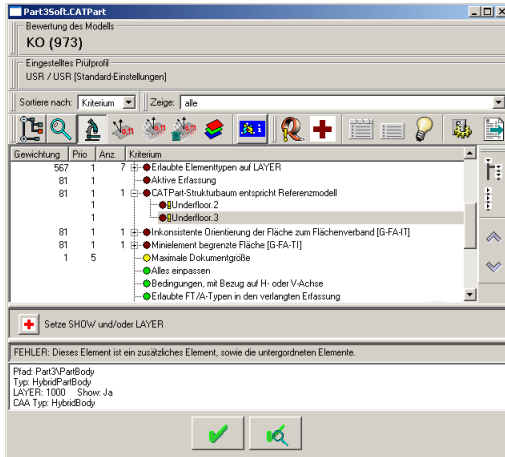 Part3Soft.CATPart
Bewertung des Modells
KO (973)
Eingestelltes Prüfprofil
USR / USR [Standard-Einstellungen]
Sortiere nach: Kriterium Zeige: alle
Gewichtung Prio Anz. Kriterium
567 1 7 Erlaubte Elementtypen auf LAYER
81 1 Aktive Erfassung
81 1 1 CATPart-Strukturbaum entspricht Referenzmodell
1 Underfloor.2
1 Underfloor.3
81 1 1 Inkonsistente Orientierung der Fläche zum Flächenverband [G-FA-IT]
81 1 1 Minielement begrenzte Fläche [G-FA-TI]
1 5 Maximale Dokumentgröße
Alles einpassen
Bedingungen, mit Bezug auf H- oder V-Achse
Erlaubte FT/A-Typen in den verlangten Erfassung
Setze SHOW und/oder LAYER
FEHLER: Dieses Element ist ein zusätzliches Element, sowie die untergordneten Elemente.
Pfad: Part3\PartBody
Typ: HybridPartBody
LAYER: 1000 Show: Ja
CAA Typ: HybridBody